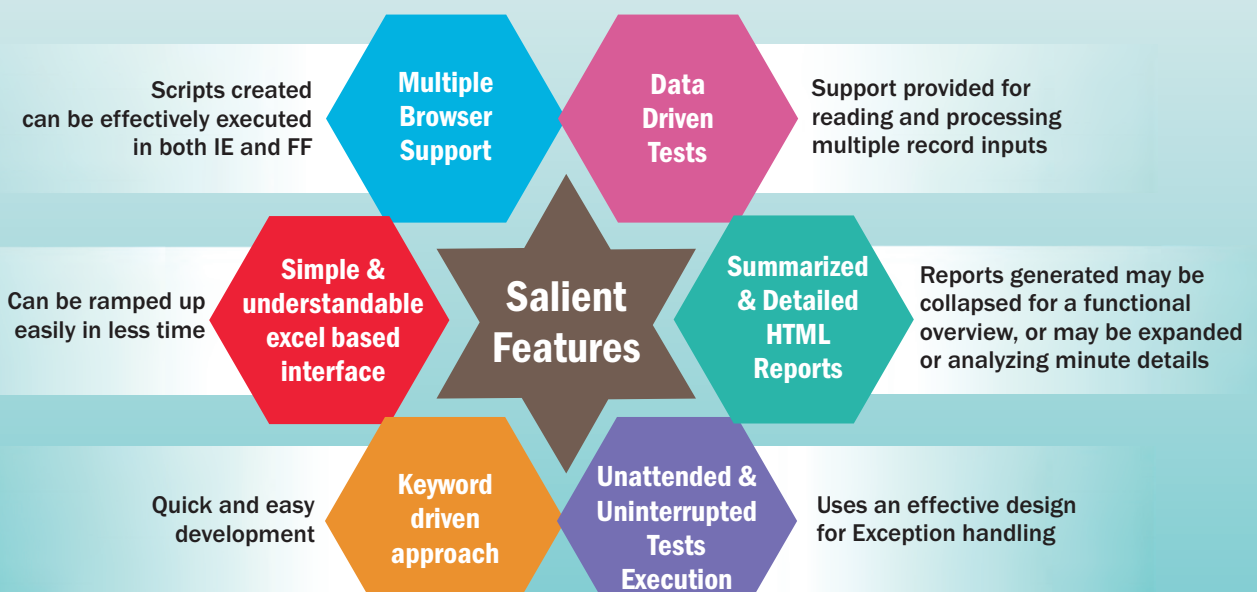 Scripts created
can be effectively executed
in both IE and FF
Multiple
Browser
Support
Data
Driven
Tests
Support provided for
reading and processing
multiple record inputs
Can be ramped up
easily in less time
Simple &
understandable
excel based
interface
Salient
Features
Summarized
& Detailed
HTML
Reports
Reports generated may be
collapsed for a functional
overview, or may be expanded
or analyzing minute details
Quick and easy
development
Keyword
driven
approach
Unattended &
Uninterrupted
Tests
Execution
Uses an effective design
for Exception handling